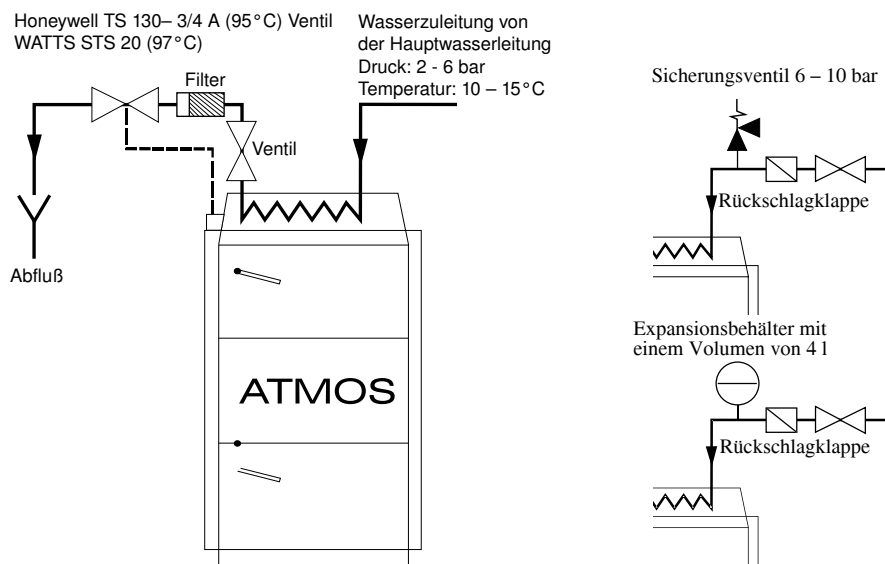 Honeywell TS 130– 3/4 A (95°C) Ventil
WATTS STS 20 (97°C)
Wasserzuleitung von
der Hauptwasserleitung
Druck: 2 - 6 bar
Temperatur: 10 – 15°C
Filter
Ventil
Abfluß
ATMOS
Sicherungsventil 6 – 10 bar
Rückschlagklappe
Expansionsbehälter mit
einem Volumen von 4 l
Rückschlagklappe